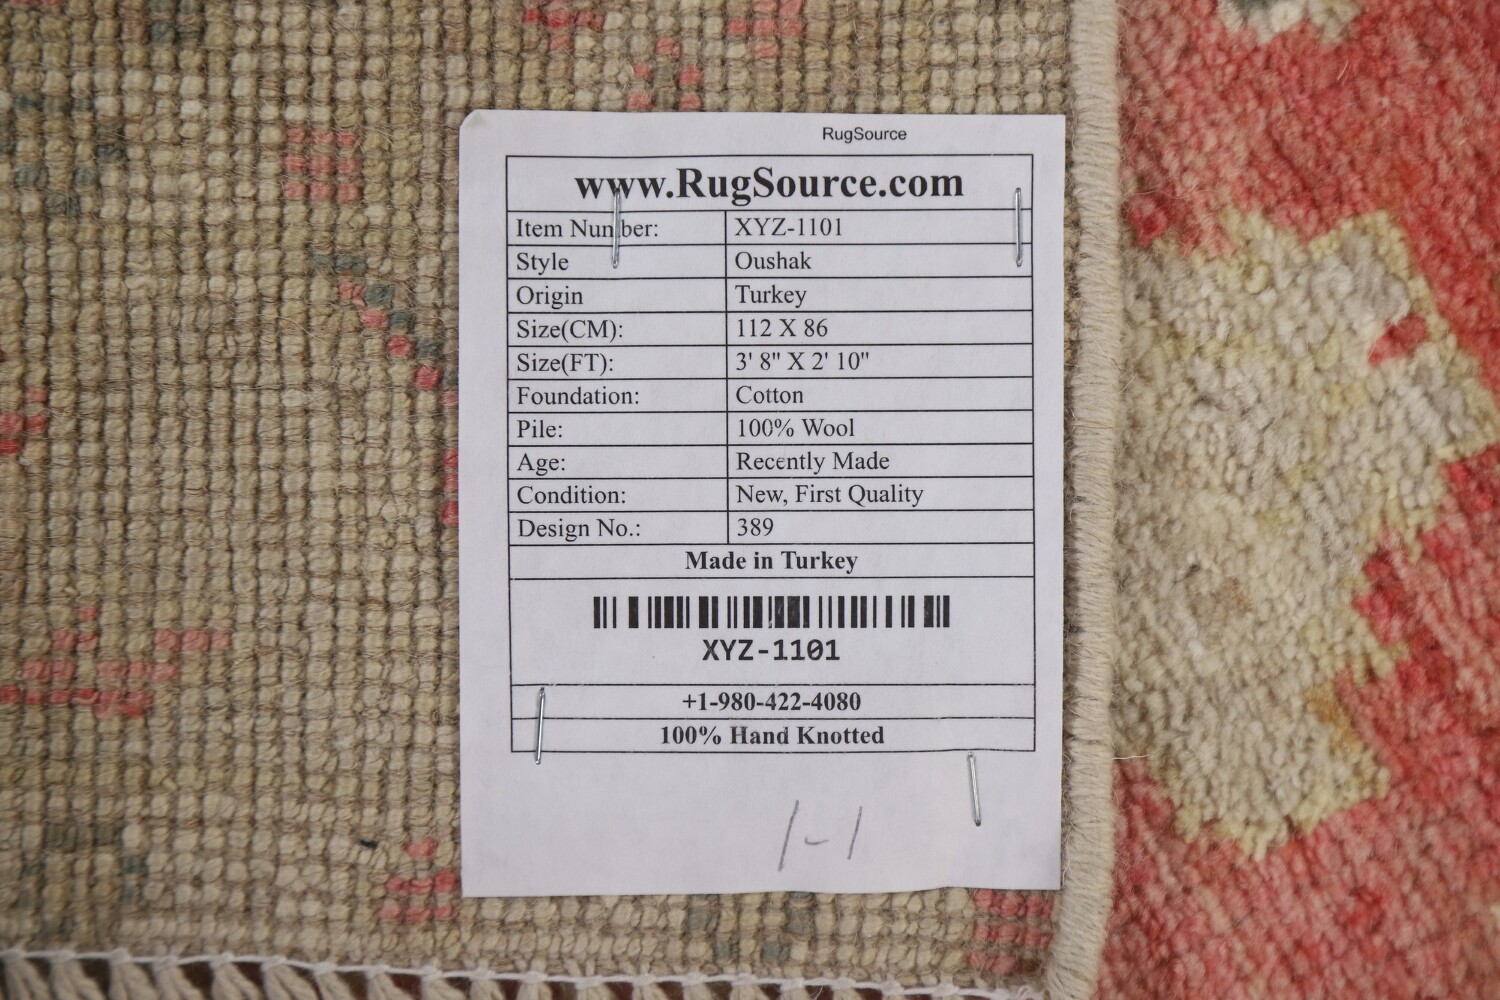 RugSource
www.RugSource.com
Item Number: XYZ-1101
Style Oushak
Origin Turkey
Size(CM): 112 X 86
Size(FT): 3' 8" X 2' 10"
Foundation: Cotton
Pile: 100% Wool
Age: Recently Made
Condition: New, First Quality
Design No.: 389
Made in Turkey
XYZ-1101
+1-980-422-4080
100% Hand Knotted
1-1